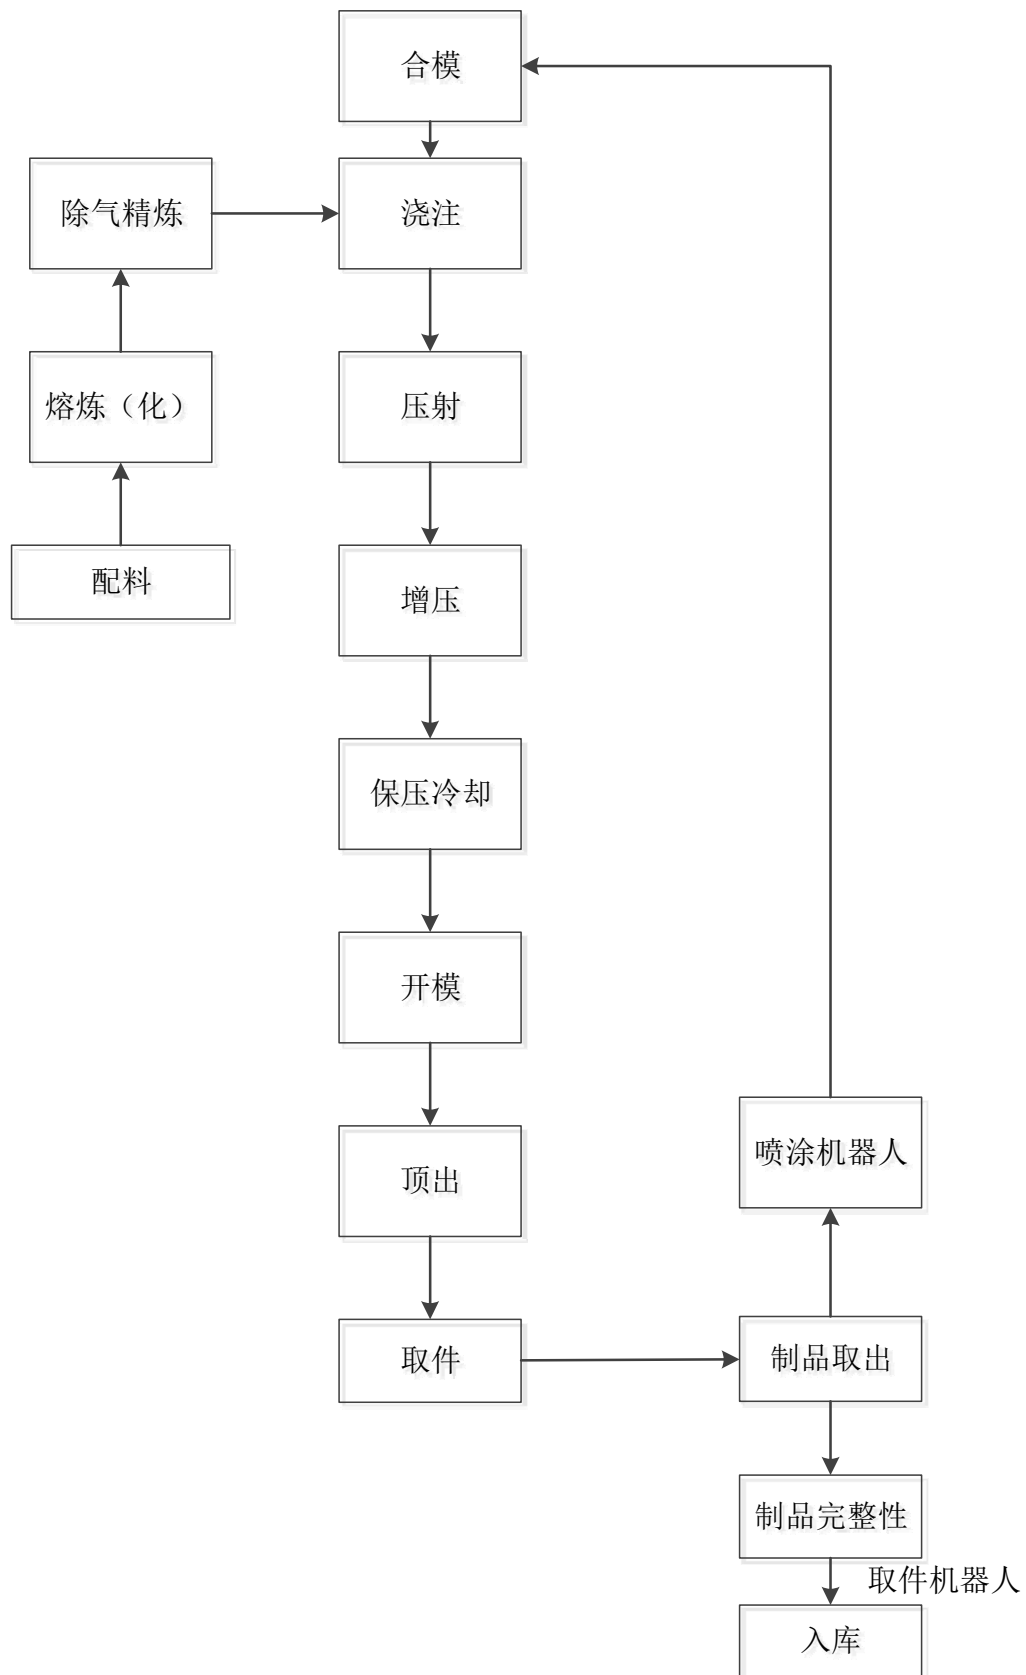 合模
除气精炼
浇注
熔炼（化）
压射
配料
增压
保压冷却
开模
喷涂机器人
顶出
取件
制品取出
制品完整性
取件机器人
入库